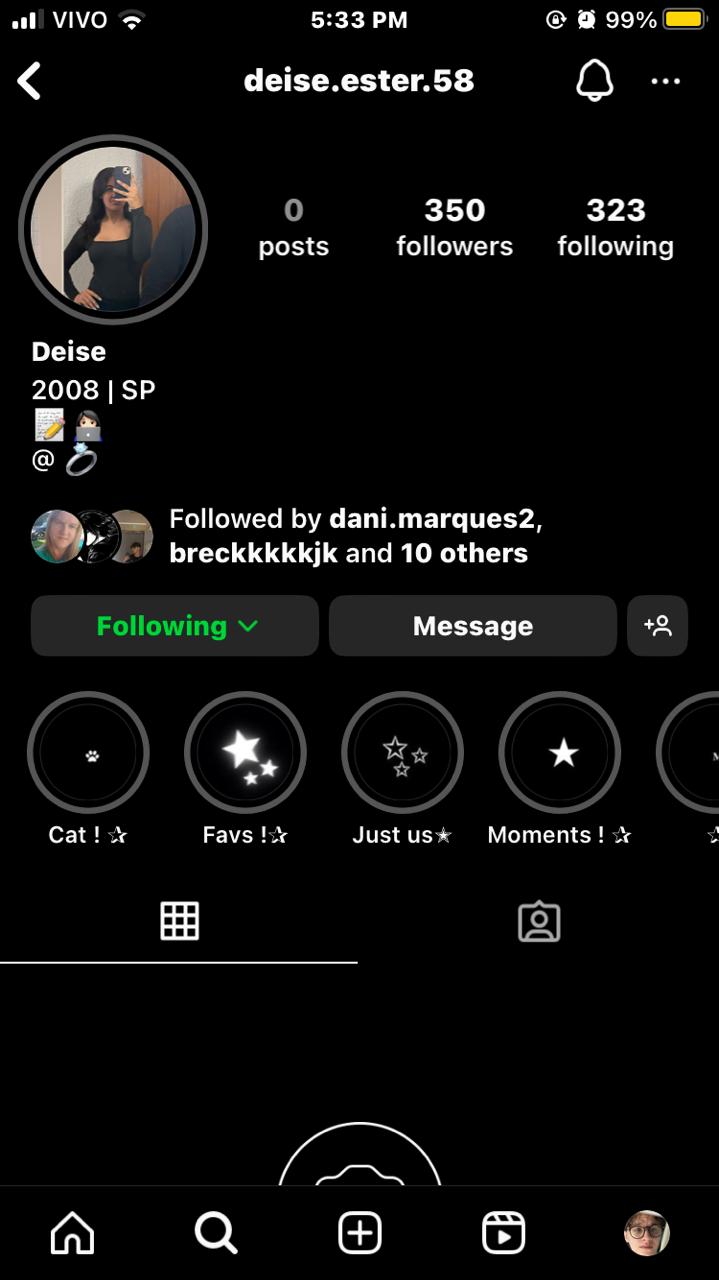 VIVO 5:33 PM 99%
deise.ester.58
0 350 323
posts followers following
Deise
2008 | SP
@
Followed by dani.marques2,
breckkkkkjk and 10 others
Following Message
Cat ! ✰ Favs !✰ Just us✭ Moments ! ✰ ✰